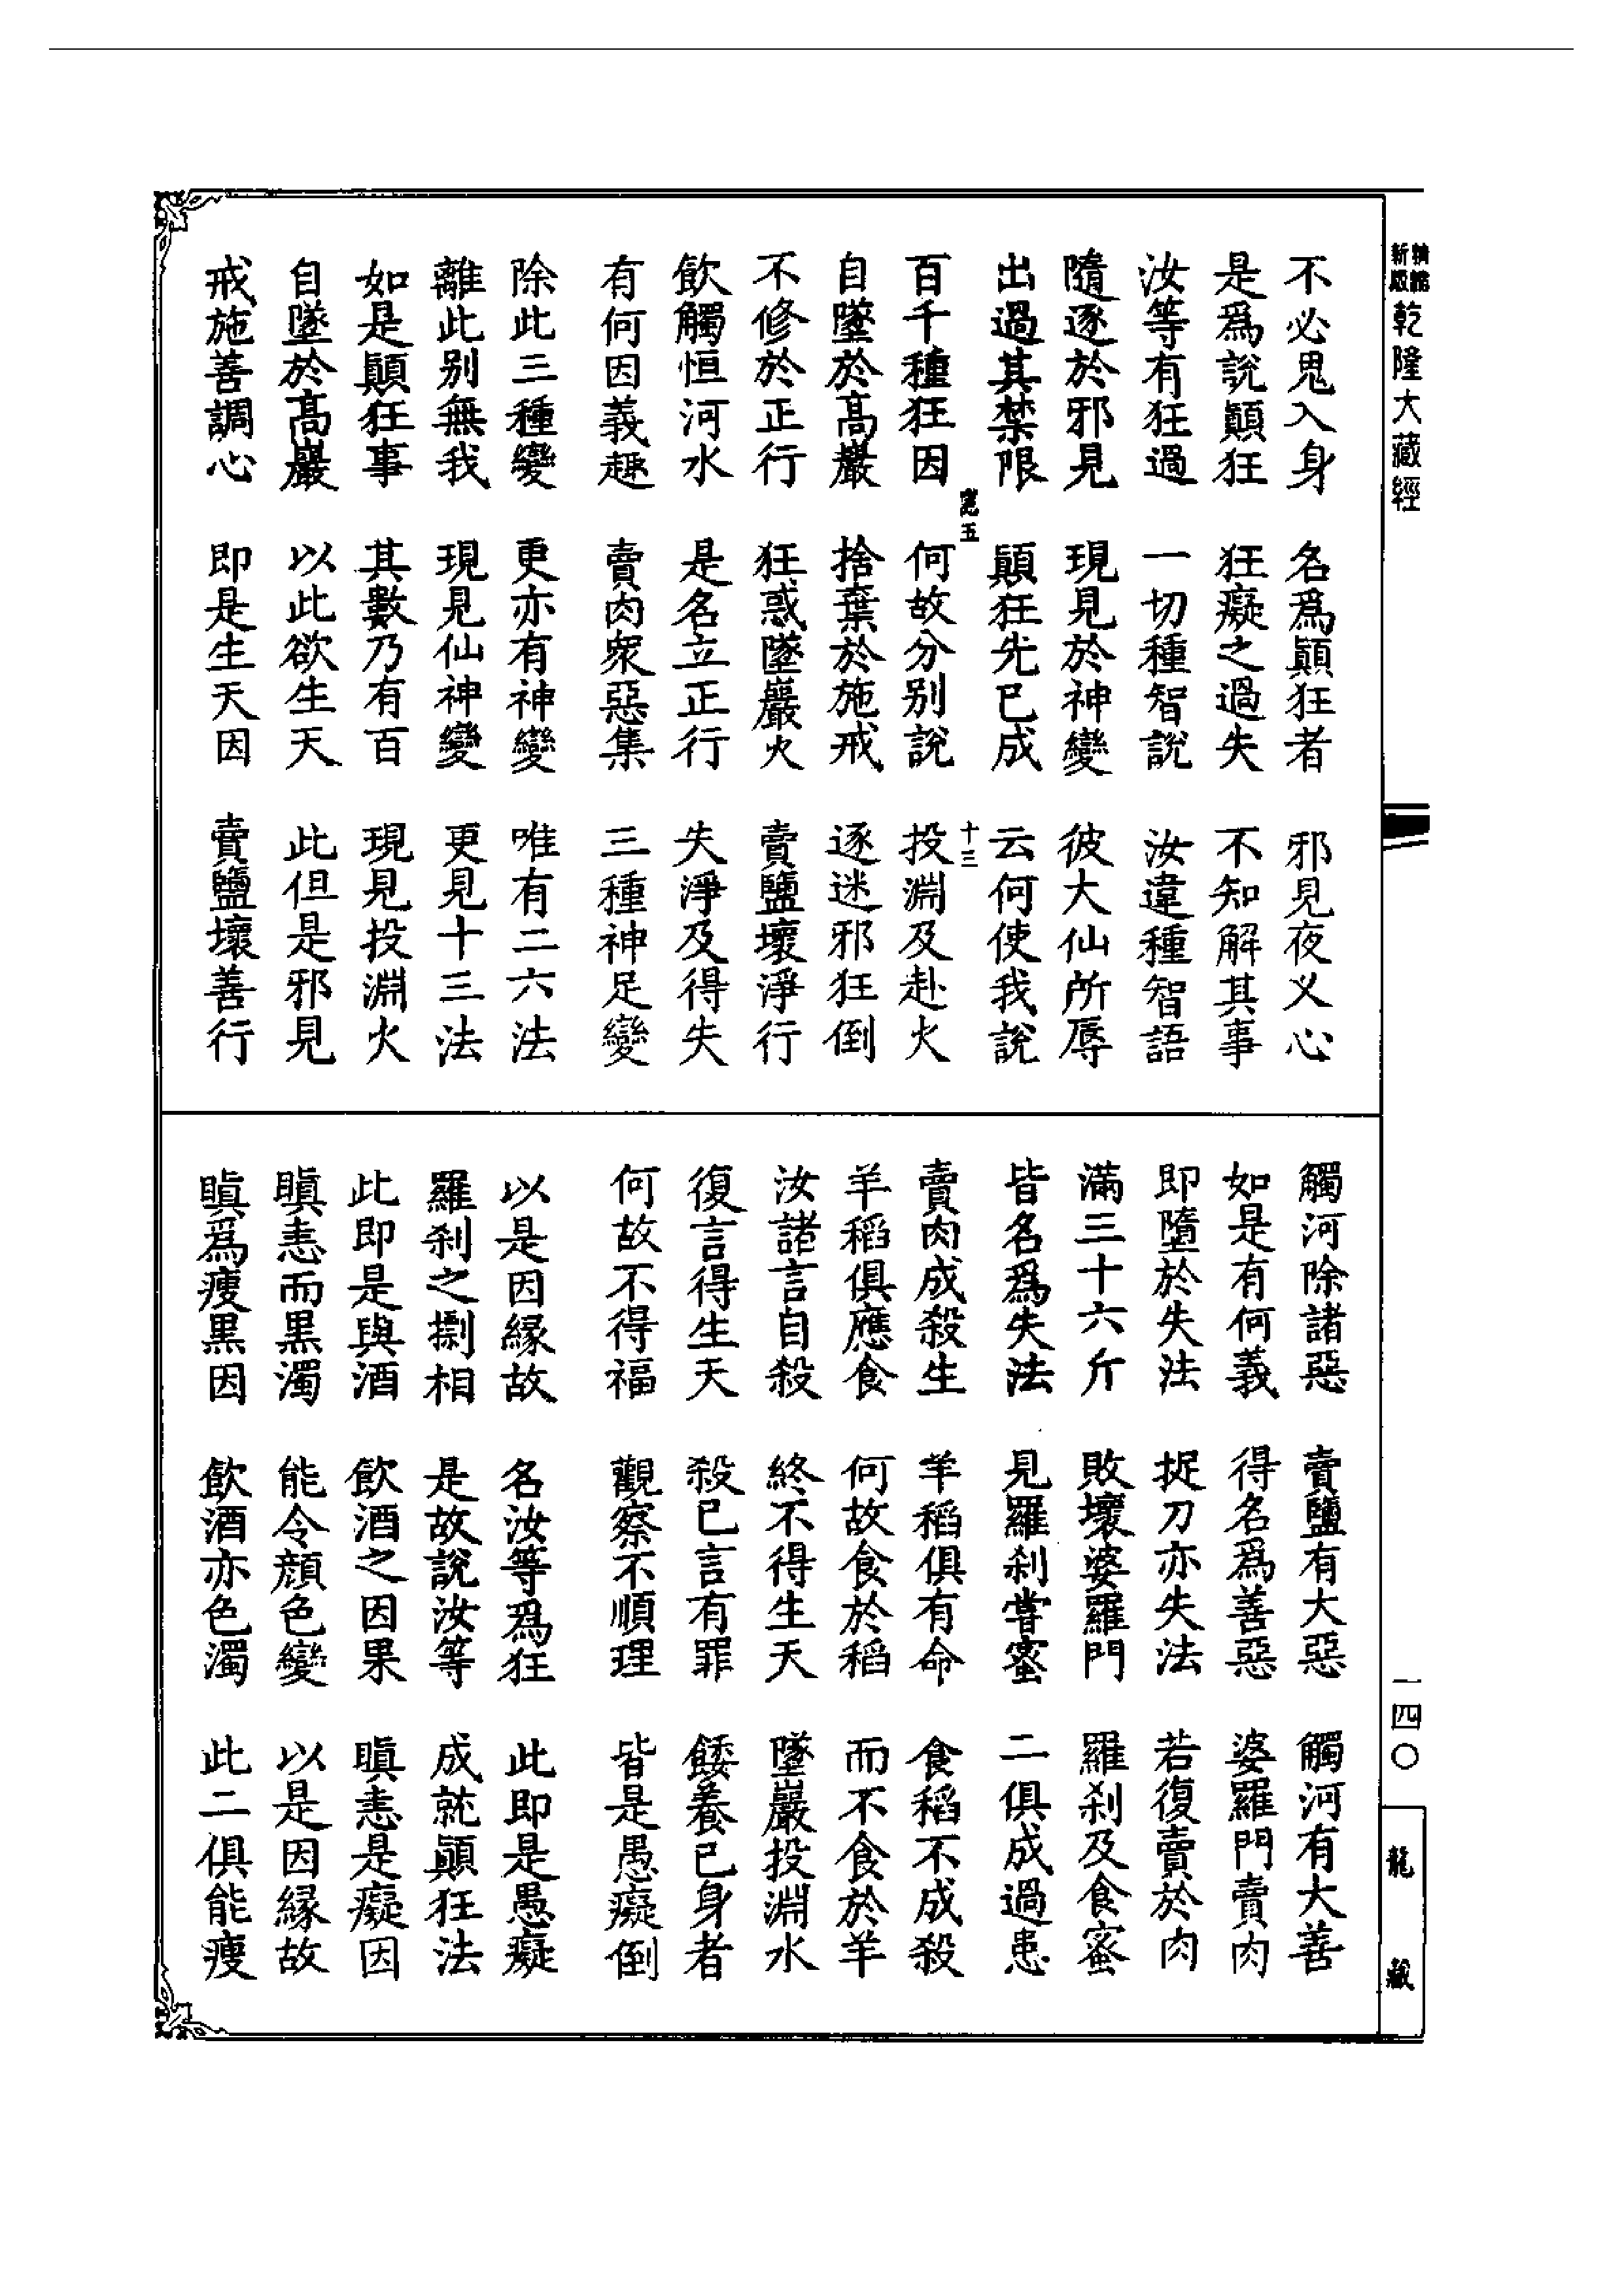 新版
乾隆大藏經
不必鬼入身　名爲顛狂者　邪見夜叉心
是爲說顛狂　狂癡之過失　不知解其事
汝等有狂過　一切種智說　汝違種智語
隨逐於邪見　現見於神變　彼大仙所辱
出過其禁限　顛狂先已成　云何使我說
五　十三
百千種狂因　何故分别說　投淵及赴火
自墜於高巖　捨棄於施戒　逐迷邪狂倒
不修於正行　狂惑墜巖火　賣鹽壞淨行
飲觸恒河水　是名立正行　失淨及得失
有何因義趣　賣肉衆惡集　三種神足變
除此三種變　更亦有神變　唯有二六法
離此别無我　現見仙神變　更見十三法
如是顛狂事　其數乃有百　現見投淵火
自墜於高巖　以此欲生天　此但是邪見
戒施善調心　即是生天因　賣鹽壞善行
觸河除諸惡　賣鹽有大惡　觸河有大善
如是有何義　得名爲善惡　婆羅門賣肉
即墮於失法　捉刀亦失法　若復賣於肉
滿三十六斤　敗壞婆羅門　羅刹及食蜜
皆名爲失法　見羅刹嘗蜜　二俱成過患
賣肉成殺生　羊稻俱有命　食稻不成殺
羊稻俱應食　何故食於稻　而不食於羊
汝諸言自殺　終不得生天　墜巖投淵水
復言得生天　殺已言有罪　餧養已身者
何故不得福　觀察不順理　皆是愚癡倒
以是因緣故　名汝等爲狂　此即是愚癡
羅刹之捌相　是故說汝等　成就顛狂法
此即是與酒　飲酒之因果　瞋恚是癡因
瞋恚而黑濁　能令顔色變　以是因緣故
瞋爲瘦黑因　飲酒亦色濁　此二俱能瘦
一四〇
龍藏